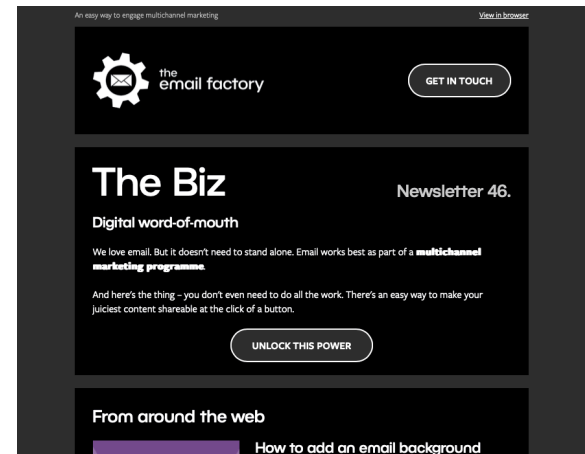 An easy way to engage multichannel marketing
View in browser
the
email factory
GET IN TOUCH
The Biz
Newsletter 46.
Digital word-of-mouth
We love email. But it doesn't need to stand alone. Email works best as part of a multichannel
marketing programme.
And here's the thing – you don't even need to do all the work. There's an easy way to make your
juiciest content shareable at the click of a button.
UNLOCK THIS POWER
From around the web
How to add an email background